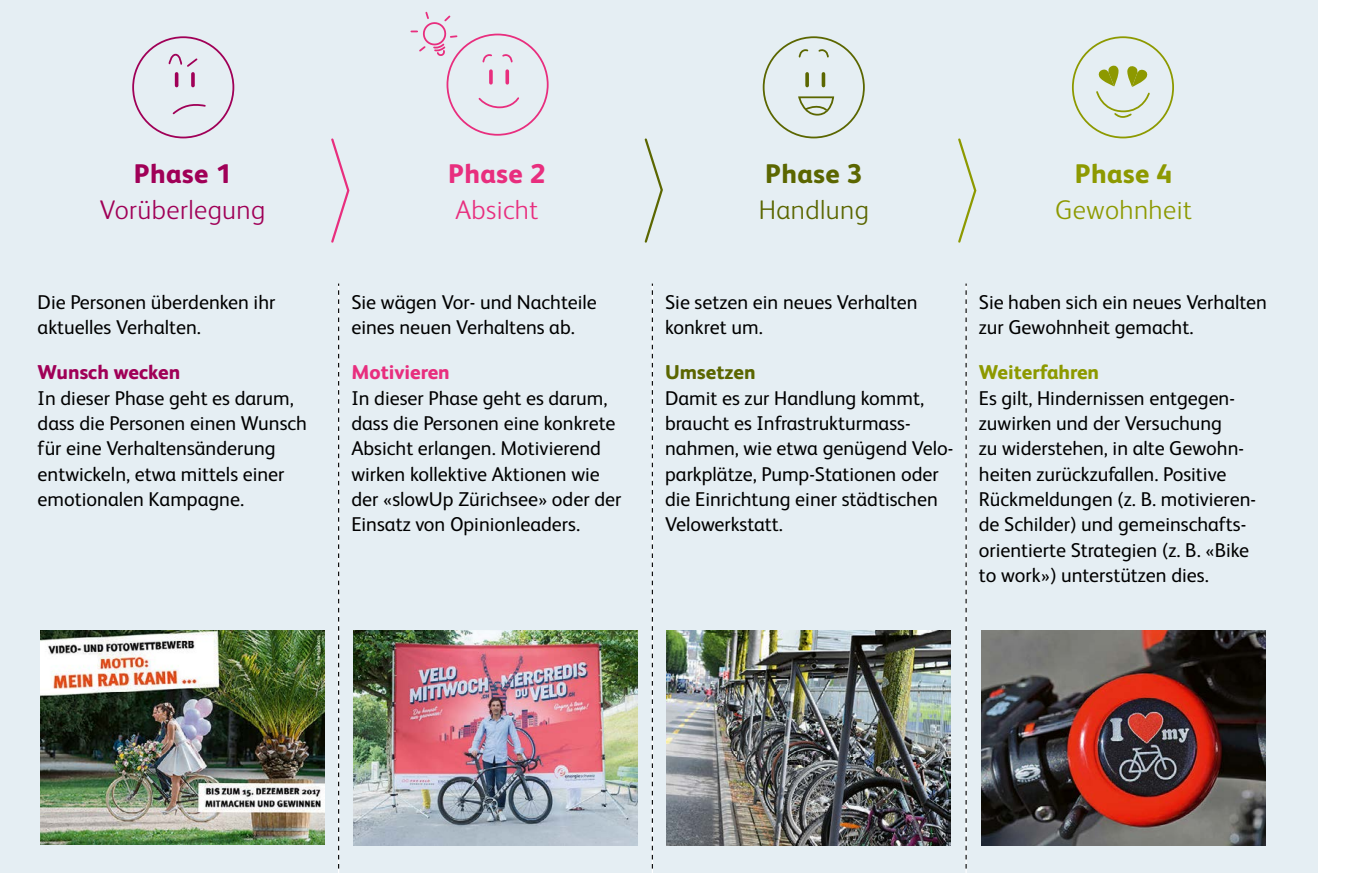 Phase 1
Vorüberlegung
Die Personen überdenken ihr
aktuelles Verhalten.
Wunsch wecken
In dieser Phase geht es darum,
dass die Personen einen Wunsch
für eine Verhaltensänderung
entwickeln, etwa mittels einer
emotionalen Kampagne.
VIDEO- UND FOTOWETTBEWERB
MOTTO:
MEIN RAD KANN ...
BIS ZUM 15. DEZEMBER 2017
MITMACHEN UND GEWINNEN
Phase 2
Absicht
Sie wägen Vor- und Nachteile
eines neuen Verhaltens ab.
Motivieren
In dieser Phase geht es darum,
dass die Personen eine konkrete
Absicht erlangen. Motivierend
wirken kollektive Aktionen wie
der «slowUp Zürichsee» oder der
Einsatz von Opinionleaders.
VELO
MITTWOCH
MERCREDIS
DU VELO
Phase 3
Handlung
Sie setzen ein neues Verhalten
konkret um.
Umsetzen
Damit es zur Handlung kommt,
braucht es Infrastrukturmass-
nahmen, wie etwa genügend Velo-
parkplätze, Pump-Stationen oder
die Einrichtung einer städtischen
Velowerkstatt.
Phase 4
Gewohnheit
Sie haben sich ein neues Verhalten
zur Gewohnheit gemacht.
Weiterfahren
Es gilt, Hindernissen entgegen-
zuwirken und der Versuchung
zu widerstehen, in alte Gewohn-
heiten zurückzufallen. Positive
Rückmeldungen (z. B. motivieren-
de Schilder) und gemeinschafts-
orientierte Strategien (z. B. «Bike
to work») unterstützen dies.
I
my